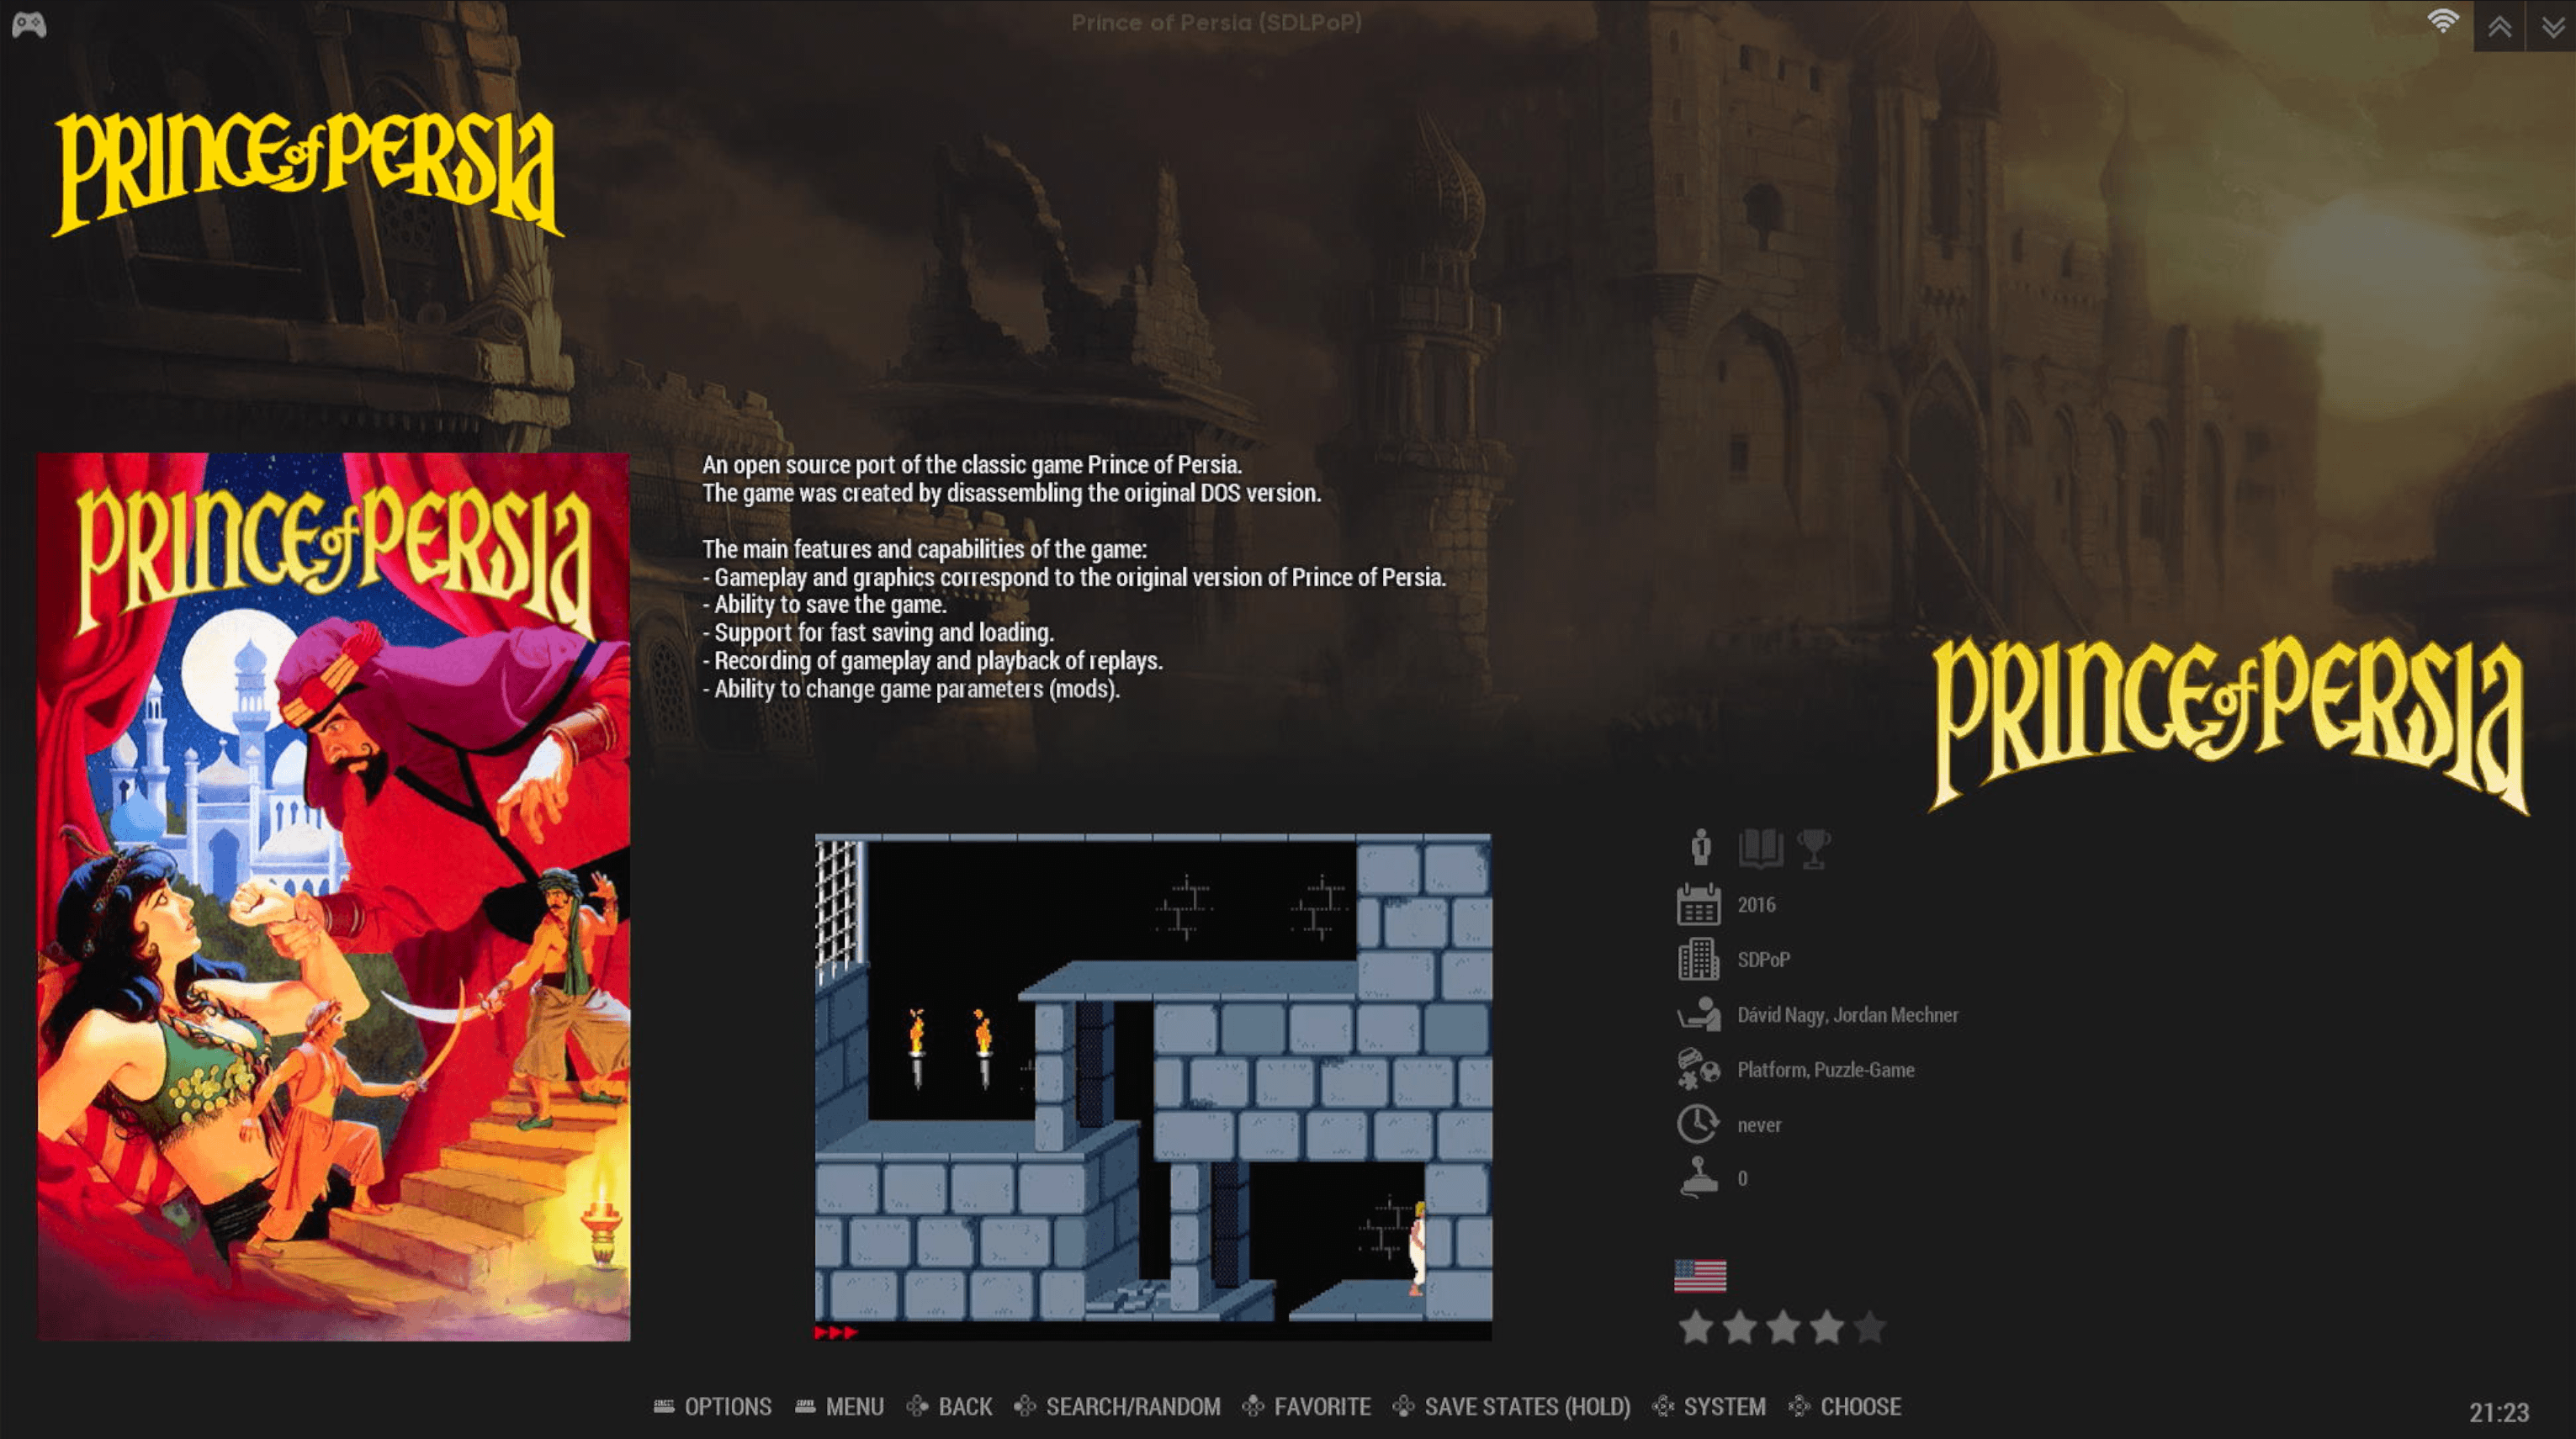 Prince of Persia (SDLPoP)
PRINCE of PERSIA
PRINCE of PERSIA
An open source port of the classic game Prince of Persia.
The game was created by disassembling the original DOS version.
The main features and capabilities of the game:
- Gameplay and graphics correspond to the original version of Prince of Persia.
- Ability to save the game.
- Support for fast saving and loading.
- Recording of gameplay and playback of replays.
- Ability to change game parameters (mods).
PRINCE of PERSIA
1
2016
SDPoP
Dávid Nagy, Jordan Mechner
Platform, Puzzle-Game
never
0
OPTIONS MENU BACK SEARCH/RANDOM FAVORITE SAVE STATES (HOLD) SYSTEM CHOOSE
21:23